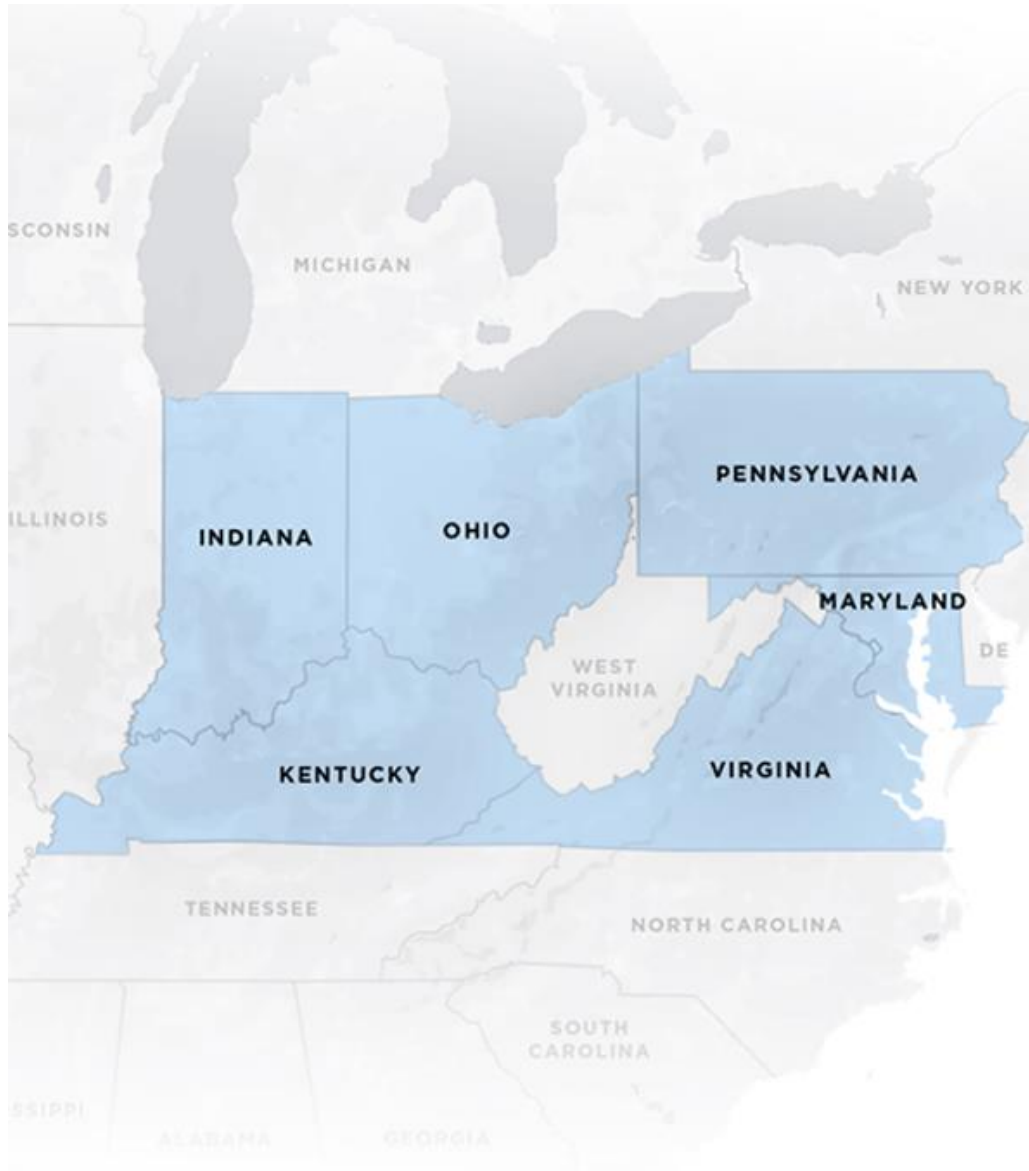 SCONSIN
MICHIGAN
NEW YORK
PENNSYLVANIA
ILLINOIS
OHIO
INDIANA
MARYLAND
DE
WEST
VIRGINIA
VIRGINIA
KENTUCKY
TENNESSEE
NORTH CAROLINA
SOUTH
CAROLINA
SSIPPI
ALABAMA
GEORGIA